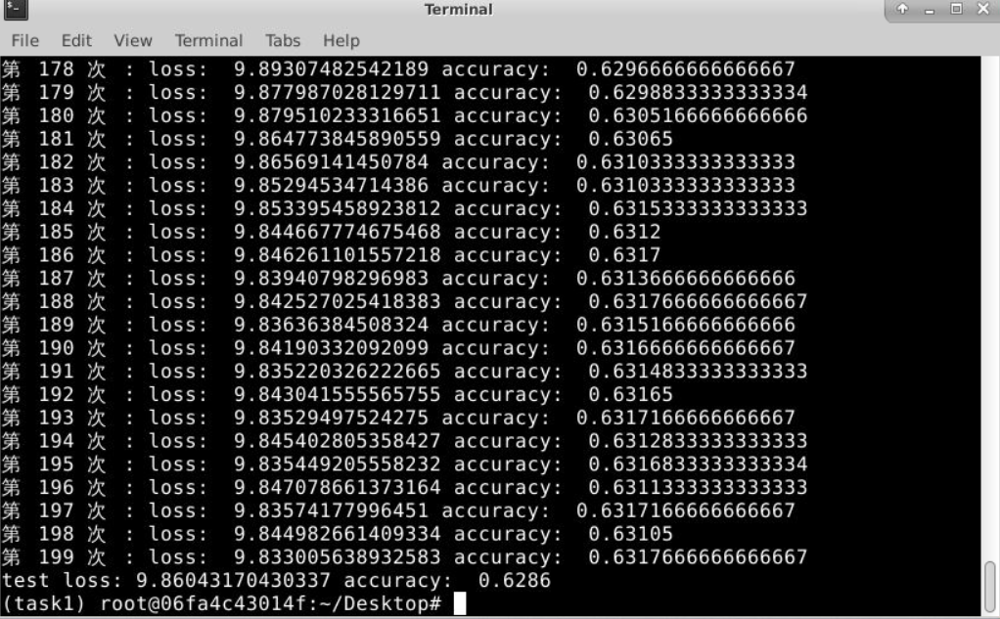 Terminal
File Edit View Terminal Tabs Help
第 178 次 : loss: 9.89307482542189 accuracy: 0.6296666666666667
第 179 次 : loss: 9.877987028129711 accuracy: 0.6298833333333334
第 180 次 : loss: 9.879510233316651 accuracy: 0.6305166666666666
第 181 次 : loss: 9.864773845890559 accuracy: 0.63065
第 182 次 : loss: 9.86569141450784 accuracy: 0.6310333333333333
第 183 次 : loss: 9.85294534714386 accuracy: 0.6310333333333333
第 184 次 : loss: 9.853395458923812 accuracy: 0.6315333333333333
第 185 次 : loss: 9.844667774675468 accuracy: 0.6312
第 186 次 : loss: 9.846261101557218 accuracy: 0.6317
第 187 次 : loss: 9.83940798296983 accuracy: 0.6313666666666666
第 188 次 : loss: 9.842527025418383 accuracy: 0.6317666666666667
第 189 次 : loss: 9.83636384508324 accuracy: 0.6315166666666666
第 190 次 : loss: 9.84190332092099 accuracy: 0.6316666666666667
第 191 次 : loss: 9.835220326222665 accuracy: 0.6314833333333333
第 192 次 : loss: 9.843041555565755 accuracy: 0.63165
第 193 次 : loss: 9.83529497524275 accuracy: 0.6317166666666667
第 194 次 : loss: 9.845402805358427 accuracy: 0.6312833333333333
第 195 次 : loss: 9.835449205558232 accuracy: 0.6316833333333334
第 196 次 : loss: 9.847078661373164 accuracy: 0.6311333333333333
第 197 次 : loss: 9.83574177996451 accuracy: 0.6317166666666667
第 198 次 : loss: 9.844982661409334 accuracy: 0.63105
第 199 次 : loss: 9.833005638932583 accuracy: 0.6317666666666667
test loss: 9.86043170430337 accuracy: 0.6286
(task1) root@06fa4c43014f:~/Desktop#